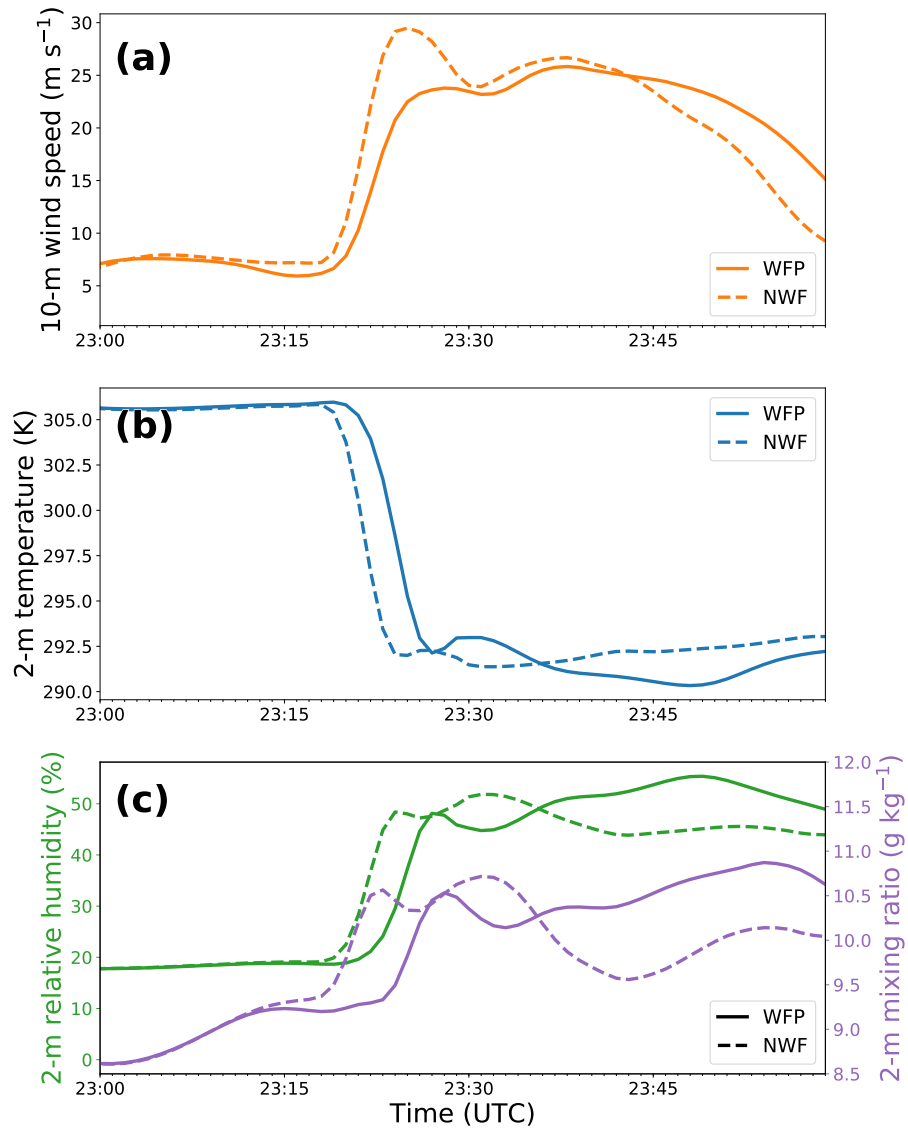 (a)
10-m wind speed (m s⁻¹)
30
25
20
15
10
5
23:00 23:15 23:30 23:45
WFP
NWF
(b)
2-m temperature (K)
305.0
302.5
300.0
297.5
295.0
292.5
290.0
23:00 23:15 23:30 23:45
WFP
NWF
(c)
2-m relative humidity (%)
50
40
30
20
10
0
2-m mixing ratio (g kg⁻¹)
12.0
11.5
11.0
10.5
10.0
9.5
9.0
8.5
WFP
NWF
23:00 23:15 23:30 23:45
Time (UTC)